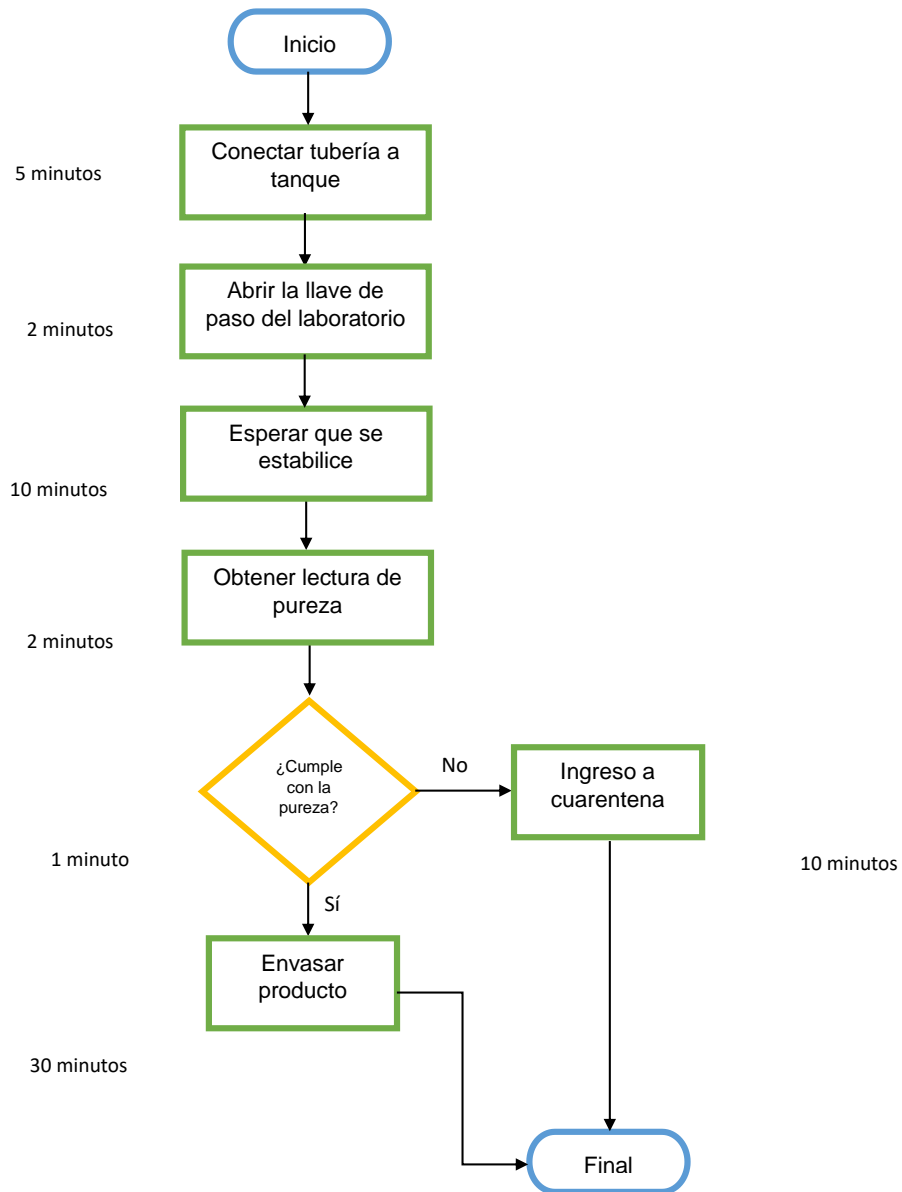 Inicio
Conectar tubería a
tanque
5 minutos
Abrir la llave de
paso del laboratorio
2 minutos
Esperar que se
estabilice
10 minutos
Obtener lectura de
pureza
2 minutos
¿Cumple
con la
pureza?
No
Ingreso a
cuarentena
1 minuto
10 minutos
Sí
Envasar
producto
30 minutos
Final